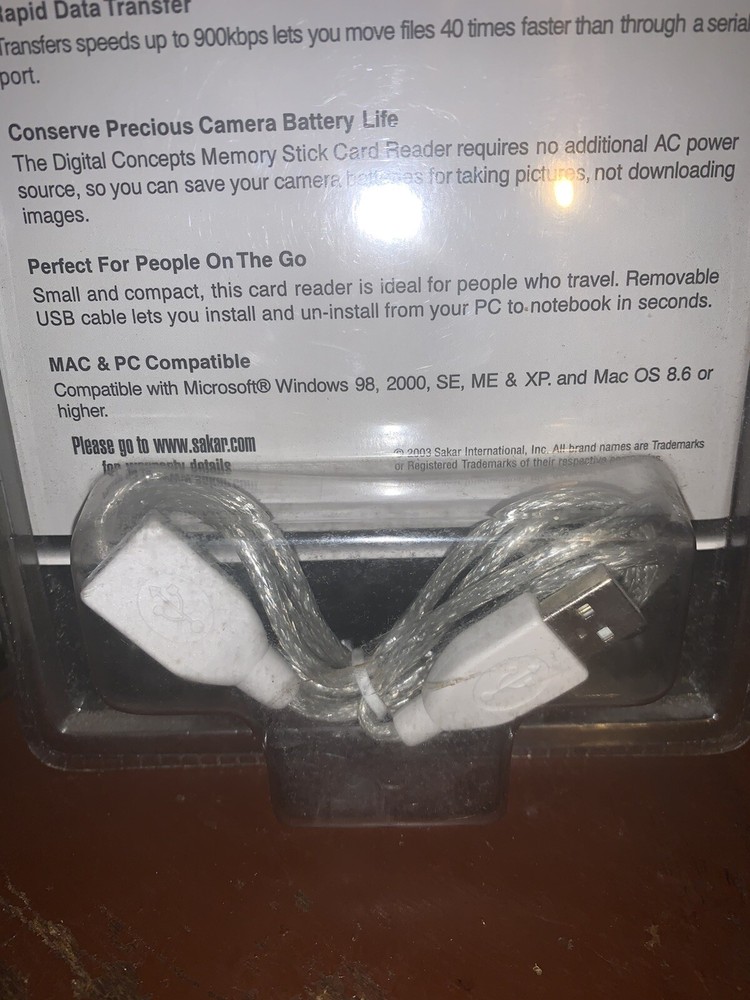 Rapid Data Transfer
Transfers speeds up to 900kbps lets you move files 40 times faster than through a serial
port.
Conserve Precious Camera Battery Life
The Digital Concepts Memory Stick Card Reader requires no additional AC power
source, so you can save your camera batteries for taking pictures, not downloading
images.
Perfect For People On The Go
Small and compact, this card reader is ideal for people who travel. Removable
USB cable lets you install and un-install from your PC to notebook in seconds.
MAC & PC Compatible
Compatible with Microsoft® Windows 98, 2000, SE, ME & XP. and Mac OS 8.6 or
higher.
Please go to www.sakar.com
for warranty details
© 2003 Sakar International, Inc. All brand names are Trademarks
or Registered Trademarks of their respective